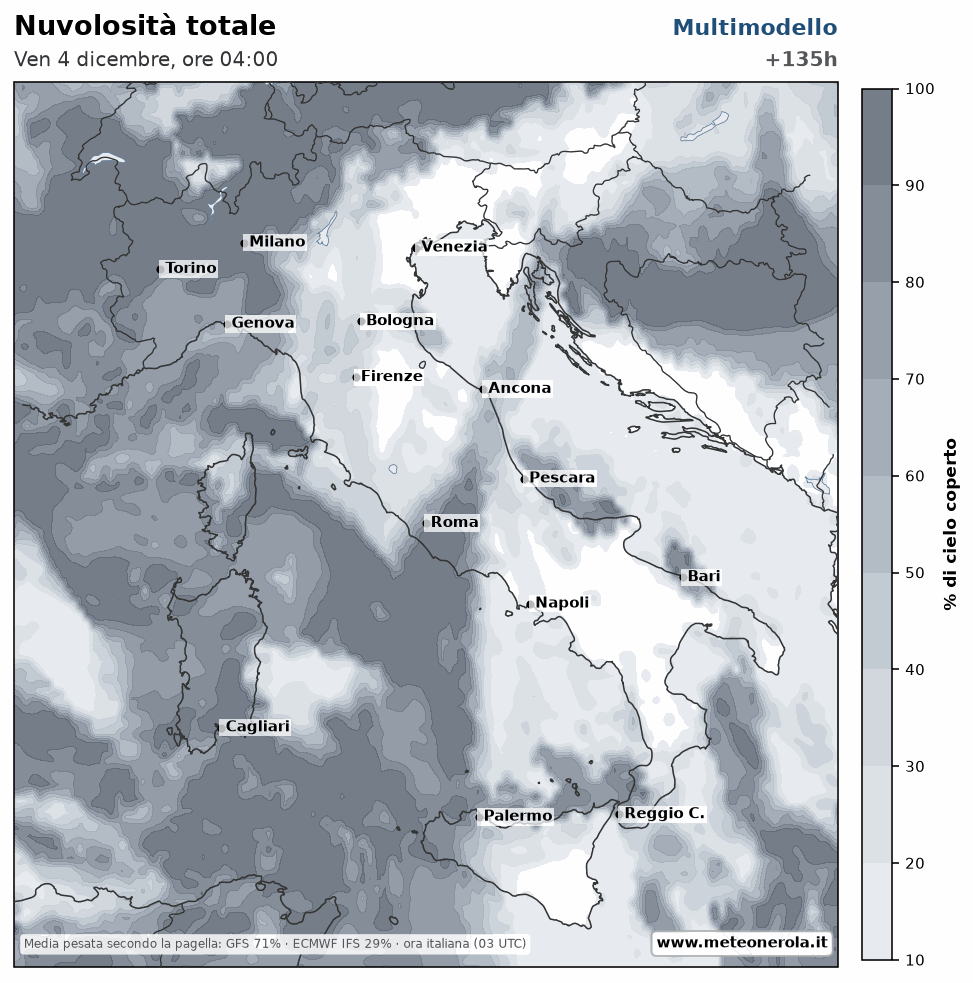 Nuvolosità totale
Multimodello
Ven 4 dicembre, ore 04:00
+135h
100
90
80
70
60
50
40
30
20
10
% di cielo coperto
Milano
Venezia
Torino
Genova
Bologna
Firenze
Ancona
Pescara
Roma
Bari
Napoli
Cagliari
Palermo
Reggio C.
Media pesata secondo la pagella: GFS 71% · ECMWF IFS 29% · ora italiana (03 UTC)
www.meteonerola.it